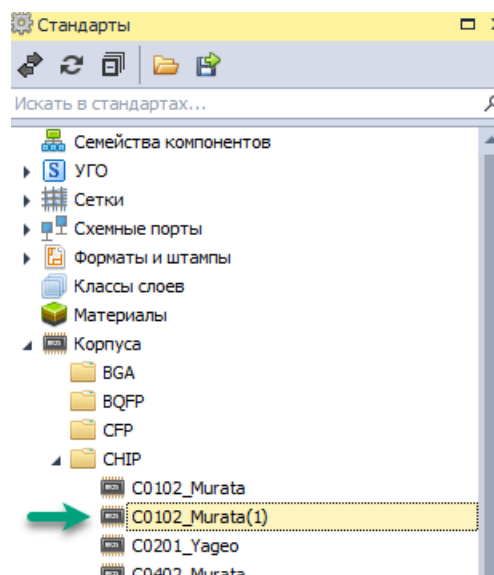 Стандарты
Искать в стандартах...
Семейства компонентов
S УГО
Сетки
Схемные порты
Форматы и штампы
Классы слоев
Материалы
Корпуса
BGA
BQFP
CFP
CHIP
C0102_Murata
C0102_Murata(1)
C0201_Yageo
C0402_Murata